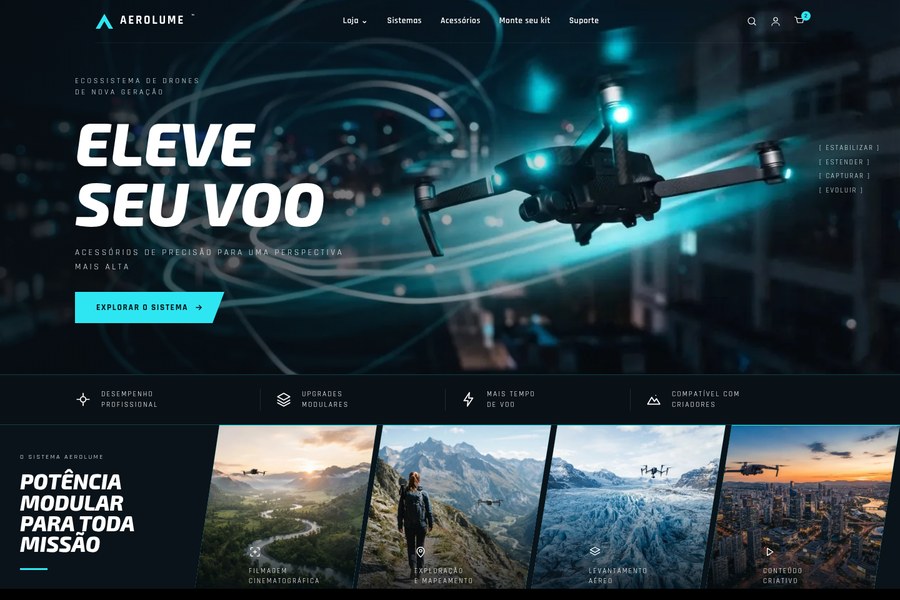 AEROLUME
Loja
Sistemas
Acessórios
Monte seu kit
Suporte
2
ECOSSISTEMA DE DRONES
DE NOVA GERAÇÃO
ELEVE
SEU VOO
ACESSÓRIOS DE PRECISÃO PARA UMA PERSPECTIVA
MAIS ALTA
EXPLORAR O SISTEMA →
[ ESTABILIZAR ]
[ ESTENDER ]
[ CAPTURAR ]
[ EVOLUIR ]
DESEMPENHO
PROFISSIONAL
UPGRADES
MODULARES
MAIS TEMPO
DE VOO
COMPATÍVEL COM
CRIADORES
O SISTEMA AEROLUME
POTÊNCIA
MODULAR
PARA TODA
MISSÃO
FILMAGEM
CINEMATOGRÁFICA
EXPLORAÇÃO
E MAPEAMENTO
LEVANTAMENTO
AÉREO
CONTEÚDO
CRIATIVO